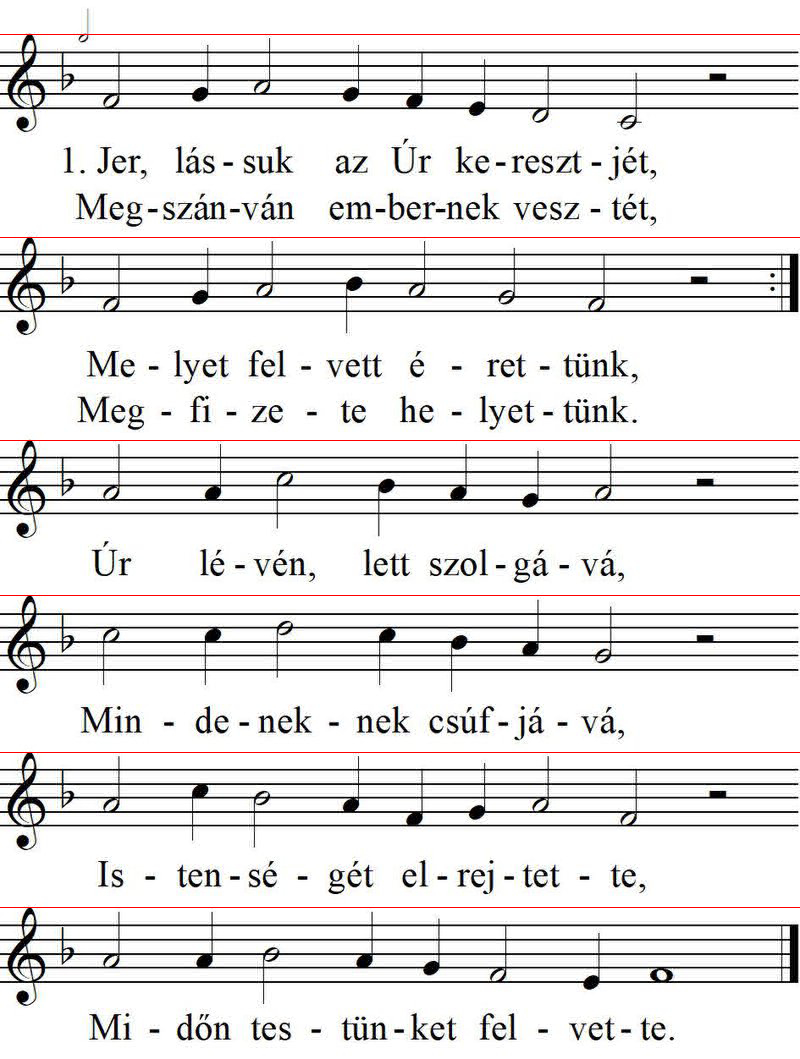 1. Jer, lás - suk az Úr ke - reszt - jét,
Meg - szán - ván em - ber - nek vesz - tét,
Me - lyet fel - vett é - ret - tünk,
Meg - fi - ze - te he - lyet - tünk.
Úr lé - vén, lett szol - gá - vá,
Min - de - nek - nek csúf - já - vá,
Is - ten - sé - gét el - rej - tet - te,
Mi - dőn tes - tün - ket fel - vet - te.